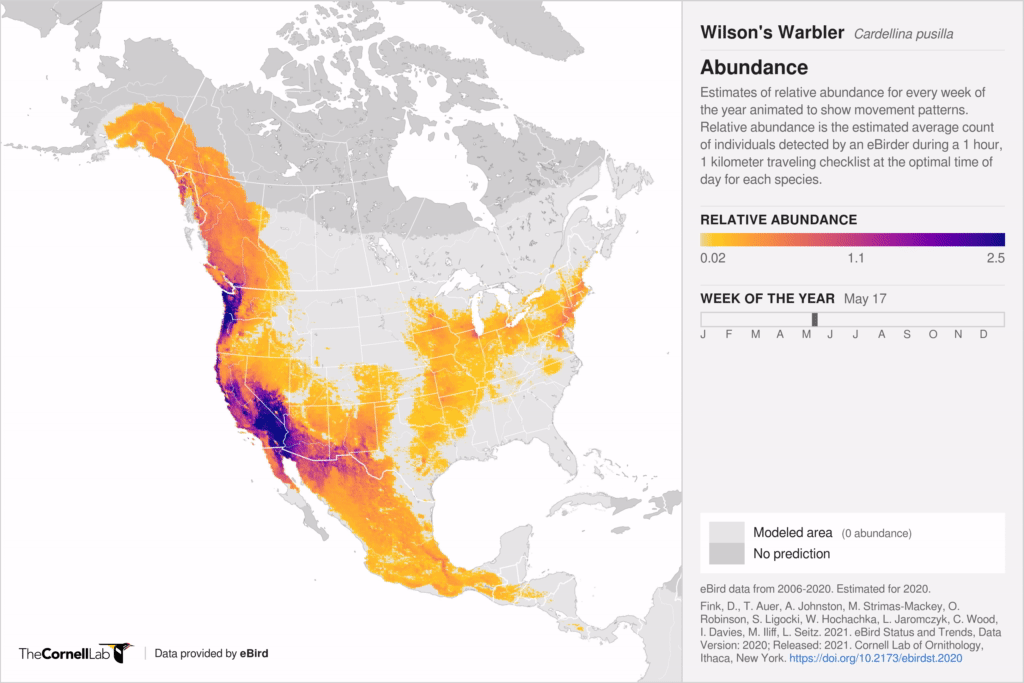 Wilson's Warbler Cardellina pusilla
Abundance
Estimates of relative abundance for every week of
the year animated to show movement patterns.
Relative abundance is the estimated average count
of individuals detected by an eBirder during a 1 hour,
1 kilometer traveling checklist at the optimal time of
day for each species.
RELATIVE ABUNDANCE
0.02 1.1 2.5
WEEK OF THE YEAR May 17
J F M A M J J A S O N D
Modeled area (0 abundance)
No prediction
eBird data from 2006-2020. Estimated for 2020.
Fink, D., T. Auer, A. Johnston, M. Strimas-Mackey, O.
Robinson, S. Ligocki, W. Hochachka, L. Jaromczyk, C. Wood,
I. Davies, M. Iliff, L. Seitz. 2021. eBird Status and Trends, Data
Version: 2020; Released: 2021. Cornell Lab of Ornithology,
Ithaca, New York. https://doi.org/10.2173/ebirdst.2020
TheCornellLab Data provided by eBird